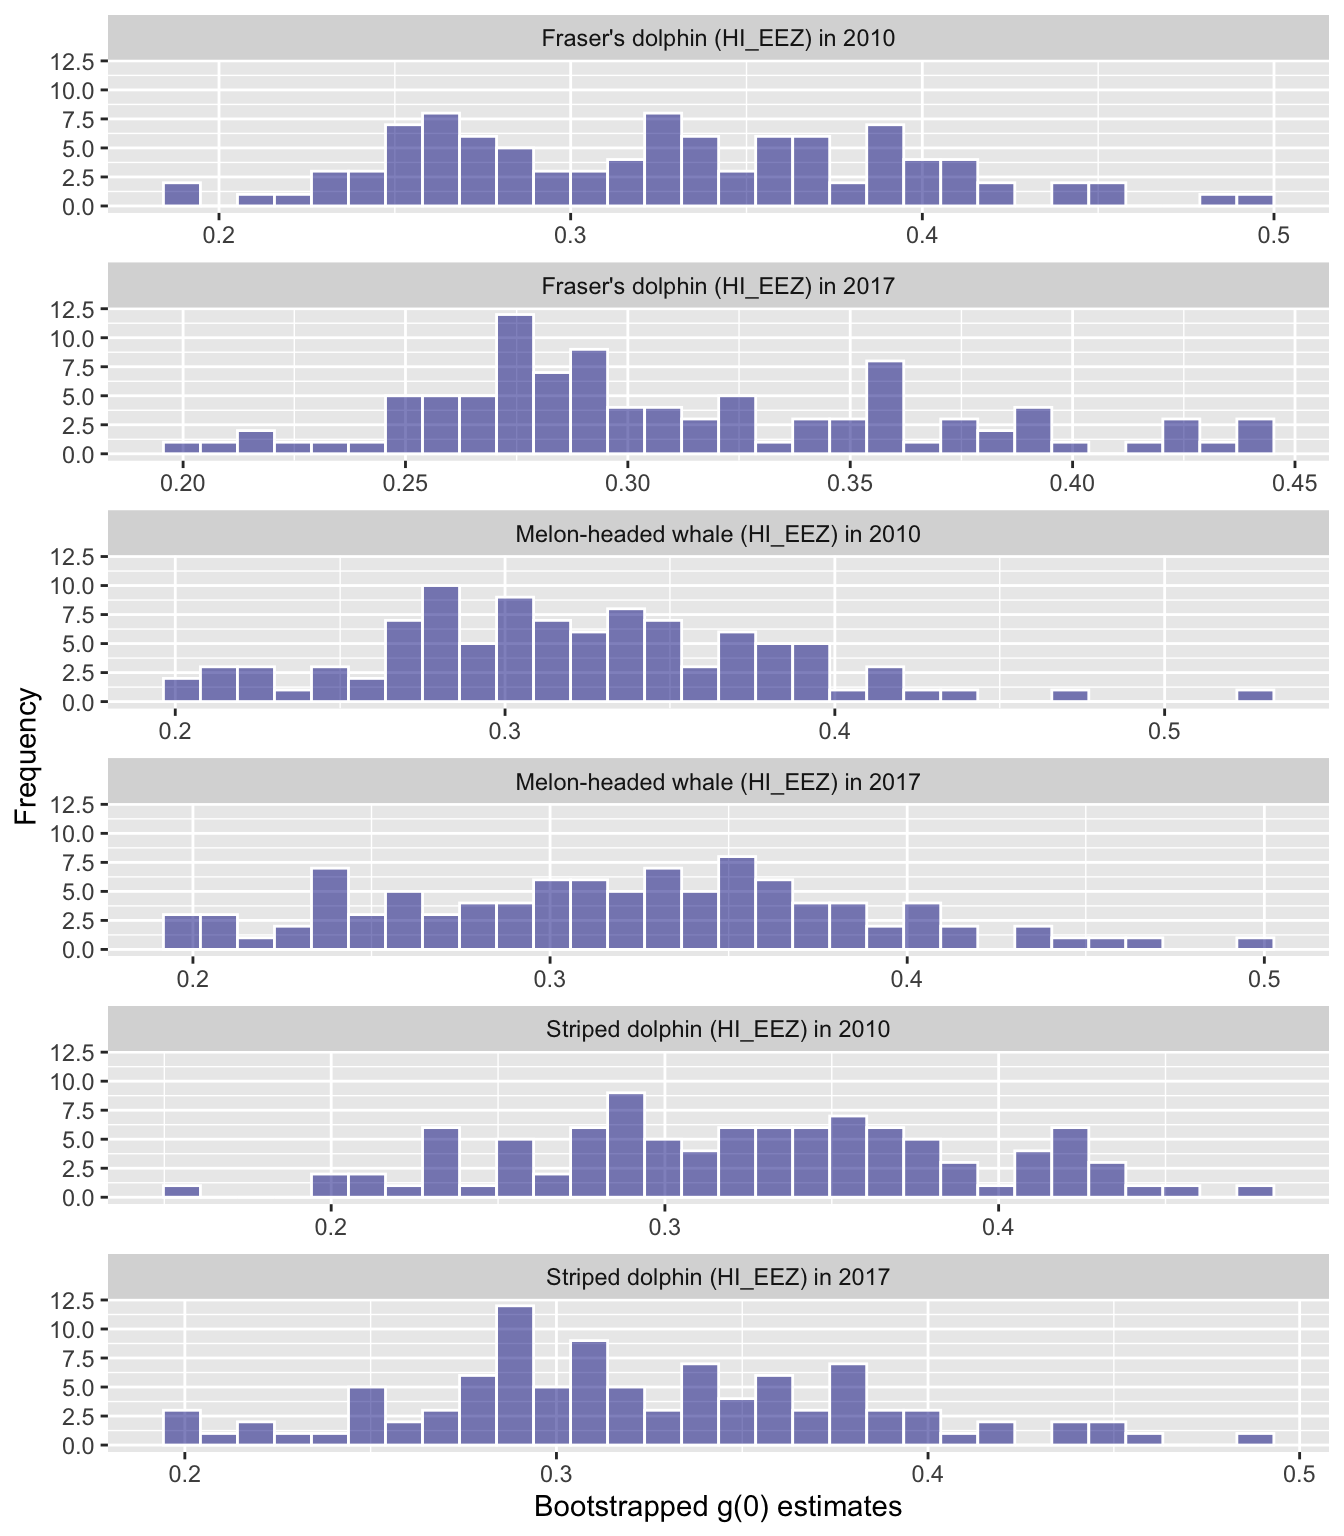 Fraser's dolphin (HI_EEZ) in 2010
12.5
10.0
7.5
5.0
2.5
0.0
0.2 0.3 0.4 0.5
Fraser's dolphin (HI_EEZ) in 2017
12.5
10.0
7.5
5.0
2.5
0.0
0.20 0.25 0.30 0.35 0.40 0.45
Melon-headed whale (HI_EEZ) in 2010
12.5
10.0
7.5
5.0
2.5
0.0
0.2 0.3 0.4 0.5
Frequency
Melon-headed whale (HI_EEZ) in 2017
12.5
10.0
7.5
5.0
2.5
0.0
0.2 0.3 0.4 0.5
Striped dolphin (HI_EEZ) in 2010
12.5
10.0
7.5
5.0
2.5
0.0
0.2 0.3 0.4
Striped dolphin (HI_EEZ) in 2017
12.5
10.0
7.5
5.0
2.5
0.0
0.2 0.3 0.4 0.5
Bootstrapped g(0) estimates